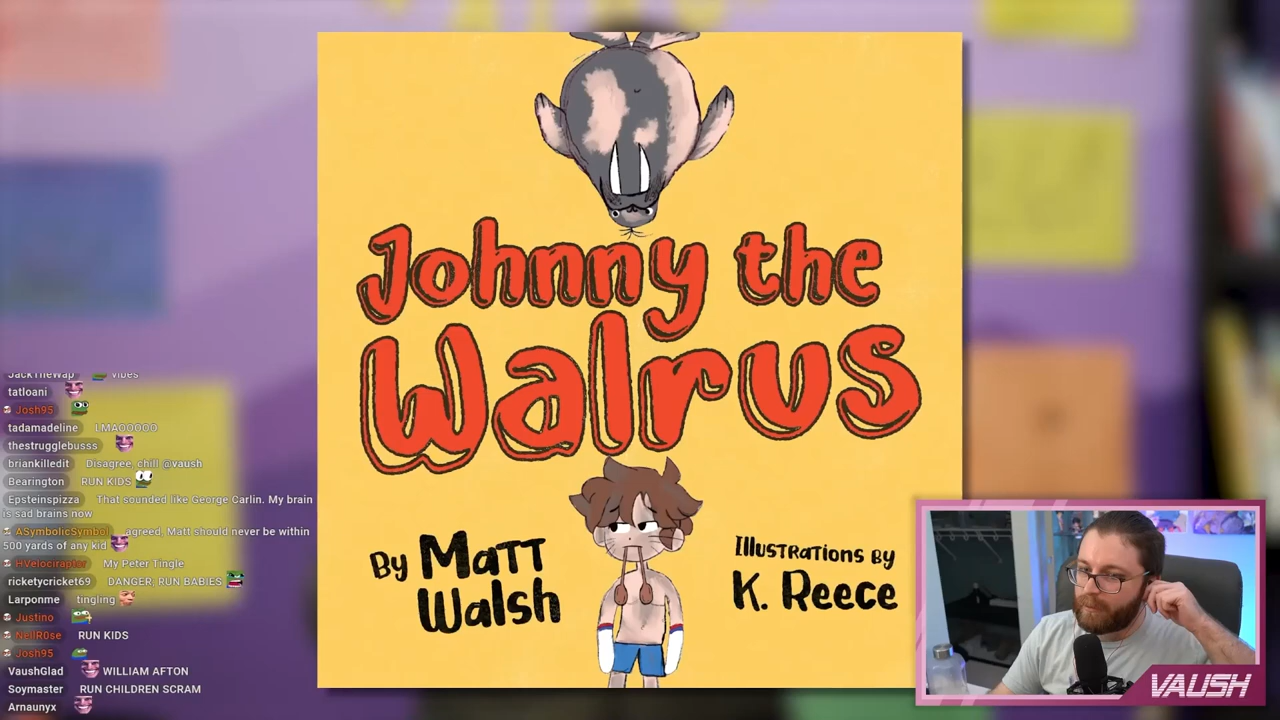 Johnny the
Walrus
By Matt
Walsh
Illustrations by
K. Reece
JackTheWap vibes
tatloani
Josh95
tadamadeline LMAOOOOO
thestrugglebusss
briankilledit Disagree, chill @vaush
Bearington RUN KIDS
Epsteinspizza That sounded like George Carlin. My brain
is sad brains now
ASymbolicSymbol agreed, Matt should never be within
500 yards of any kid
HVelociraptor My Peter Tingle
ricketycricket69 DANGER, RUN BABIES
Larponme tingling
Justino
NeilR0se RUN KIDS
Josh95
VaushGlad WILLIAM AFTON
Soymaster RUN CHILDREN SCRAM
Arnaunyx
VAUSH